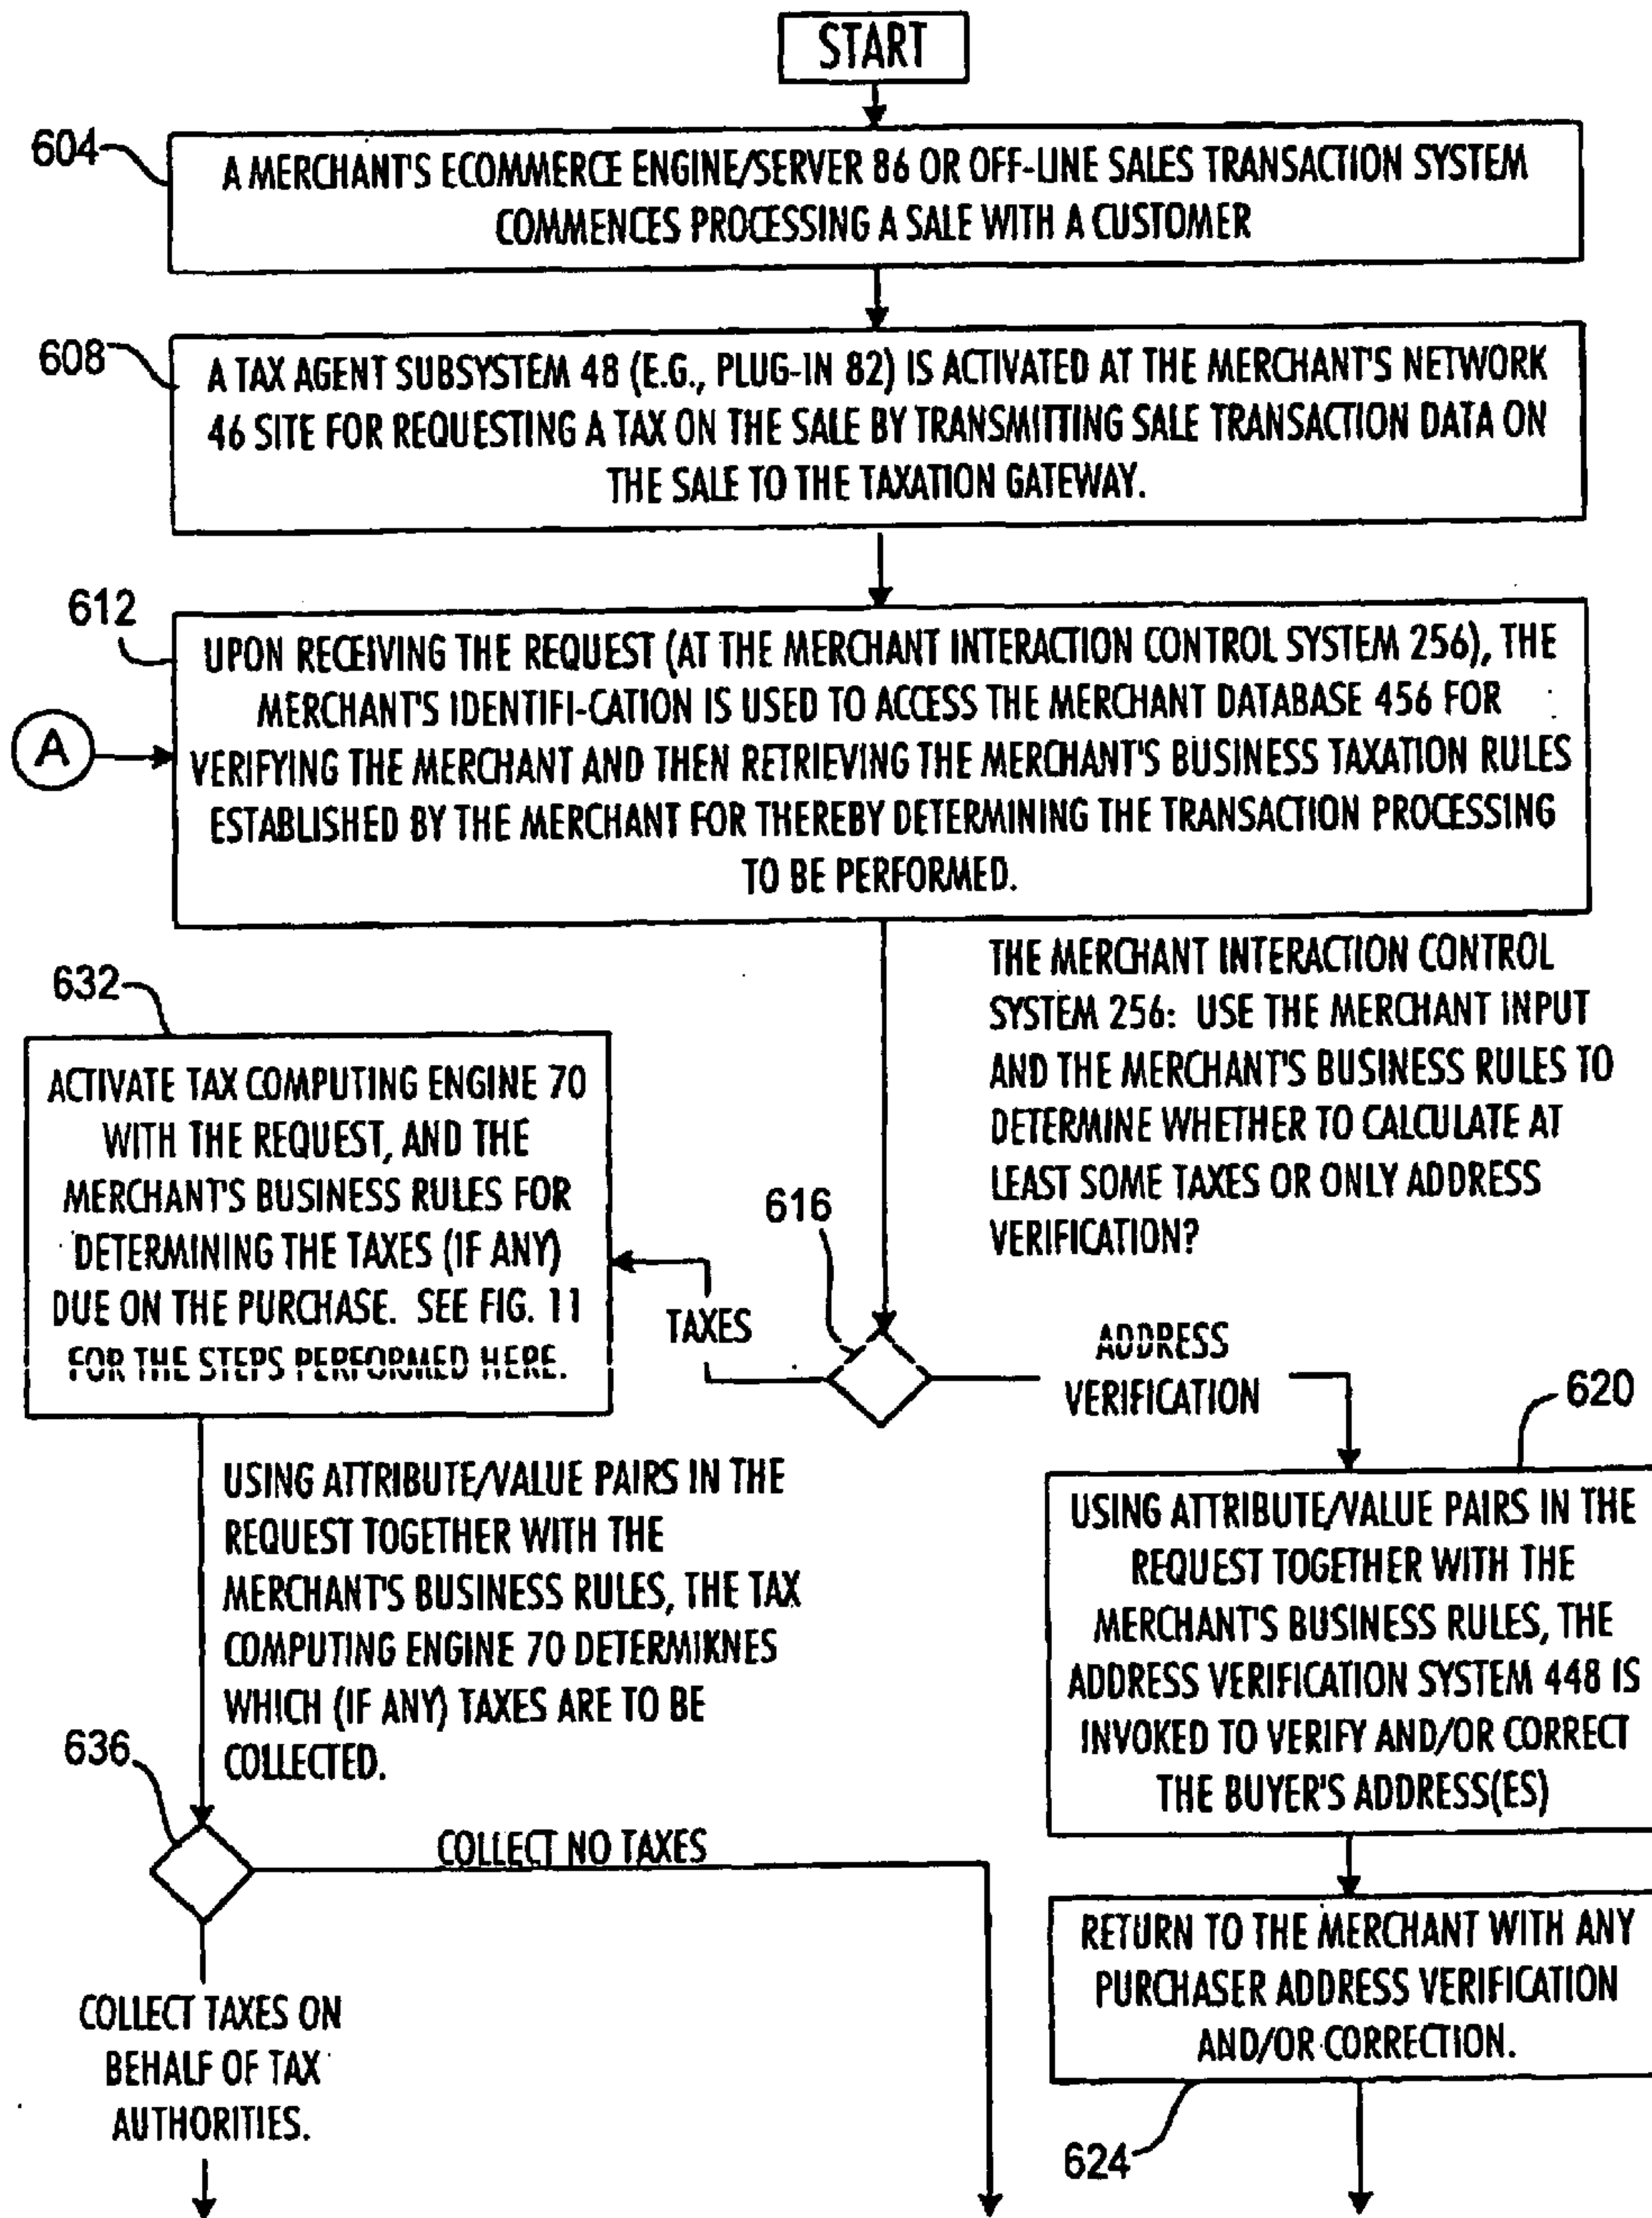 START
604
A MERCHANT'S ECOMMERCE ENGINE/SERVER 86 OR OFF-LINE SALES TRANSACTION SYSTEM
COMMENCES PROCESSING A SALE WITH A CUSTOMER
608
A TAX AGENT SUBSYSTEM 48 (E.G., PLUG-IN 82) IS ACTIVATED AT THE MERCHANT'S NETWORK
46 SITE FOR REQUESTING A TAX ON THE SALE BY TRANSMITTING SALE TRANSACTION DATA ON
THE SALE TO THE TAXATION GATEWAY.
612
UPON RECEIVING THE REQUEST (AT THE MERCHANT INTERACTION CONTROL SYSTEM 256), THE
MERCHANT'S IDENTIFI-CATION IS USED TO ACCESS THE MERCHANT DATABASE 456 FOR
VERIFYING THE MERCHANT AND THEN RETRIEVING THE MERCHANT'S BUSINESS TAXATION RULES
ESTABLISHED BY THE MERCHANT FOR THEREBY DETERMINING THE TRANSACTION PROCESSING
TO BE PERFORMED.
A
THE MERCHANT INTERACTION CONTROL
SYSTEM 256: USE THE MERCHANT INPUT
AND THE MERCHANT'S BUSINESS RULES TO
DETERMINE WHETHER TO CALCULATE AT
LEAST SOME TAXES OR ONLY ADDRESS
VERIFICATION?
632
ACTIVATE TAX COMPUTING ENGINE 70
WITH THE REQUEST, AND THE
MERCHANT'S BUSINESS RULES FOR
DETERMINING THE TAXES (IF ANY)
DUE ON THE PURCHASE. SEE FIG. 11
FOR THE STEPS PERFORMED HERE.
616
TAXES
ADDRESS
VERIFICATION
620
USING ATTRIBUTE/VALUE PAIRS IN THE
REQUEST TOGETHER WITH THE
MERCHANT'S BUSINESS RULES, THE TAX
COMPUTING ENGINE 70 DETERMIKNES
WHICH (IF ANY) TAXES ARE TO BE
COLLECTED.
USING ATTRIBUTE/VALUE PAIRS IN THE
REQUEST TOGETHER WITH THE
MERCHANT'S BUSINESS RULES, THE
ADDRESS VERIFICATION SYSTEM 448 IS
INVOKED TO VERIFY AND/OR CORRECT
THE BUYER'S ADDRESS(ES)
636
COLLECT NO TAXES
COLLECT TAXES ON
BEHALF OF TAX
AUTHORITIES.
RETURN TO THE MERCHANT WITH ANY
PURCHASER ADDRESS VERIFICATION
AND/OR CORRECTION.
624